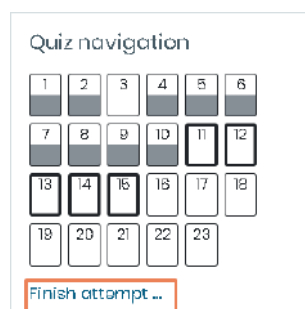 Quiz navigation
1 2 3 4 5 6
7 8 9 10 11 12
13 14 15 16 17 18
19 20 21 22 23
Finish attempt ...